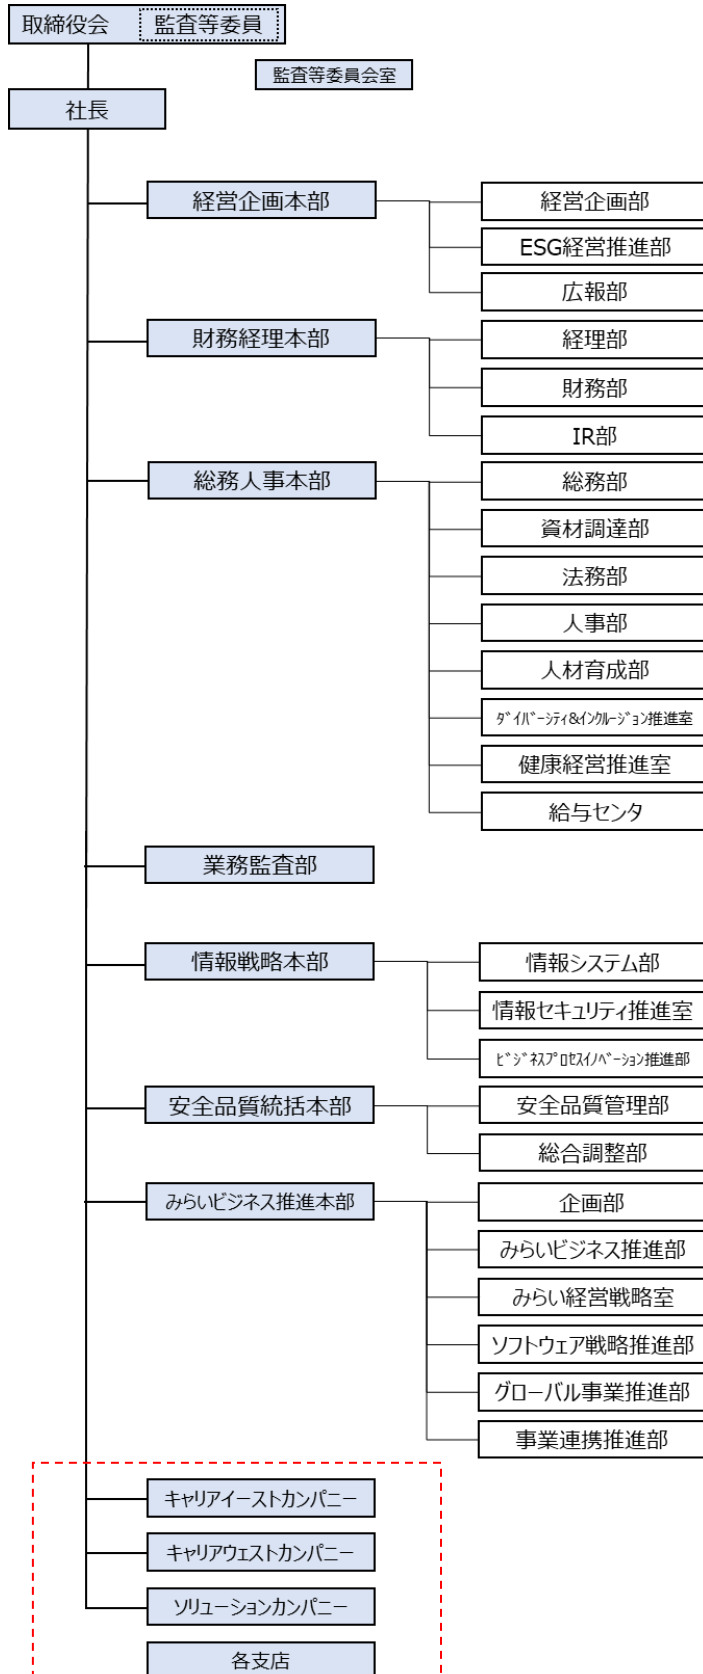 取締役会 監査等委員
監査等委員会室
社長
経営企画本部
経営企画部
ESG経営推進部
広報部
財務経理本部
経理部
財務部
IR部
総務人事本部
総務部
資材調達部
法務部
人事部
人材育成部
ﾀﾞｲﾊﾞｰｼﾃｨ&ｲﾝｸﾙｰｼﾞｮﾝ推進室
健康経営推進室
給与センタ
業務監査部
情報戦略本部
情報システム部
情報セキュリティ推進室
ﾋﾞｼﾞﾈｽﾌﾟﾛｾｽｲﾉﾍﾞｰｼｮﾝ推進部
安全品質統括本部
安全品質管理部
総合調整部
みらいビジネス推進本部
企画部
みらいビジネス推進部
みらい経営戦略室
ソフトウェア戦略推進部
グローバル事業推進部
事業連携推進部
キャリアイーストカンパニー
キャリアウェストカンパニー
ソリューションカンパニー
各支店